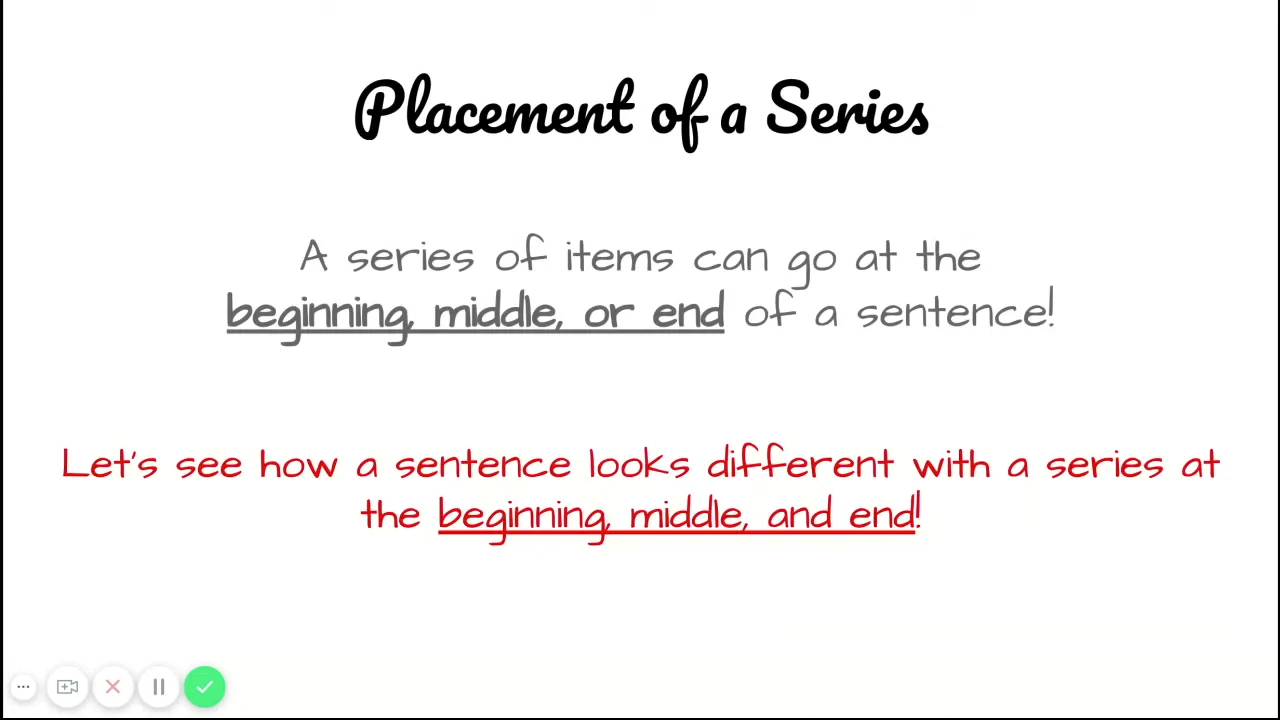 Placement of a Series
A series of items can go at the
beginning, middle, or end of a sentence!
Let's see how a sentence looks different with a series at
the beginning, middle, and end!